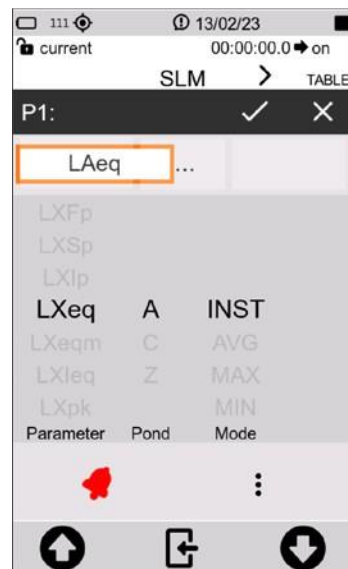 111 13/02/23
current 00:00:00.0 on
SLM > TABLE
P1:
LAeq ...
LXFp
LXSp
LXIp
LXeq A INST
LXeqm C AVG
LXIeq Z MAX
LXpk MIN
Parameter Pond Mode